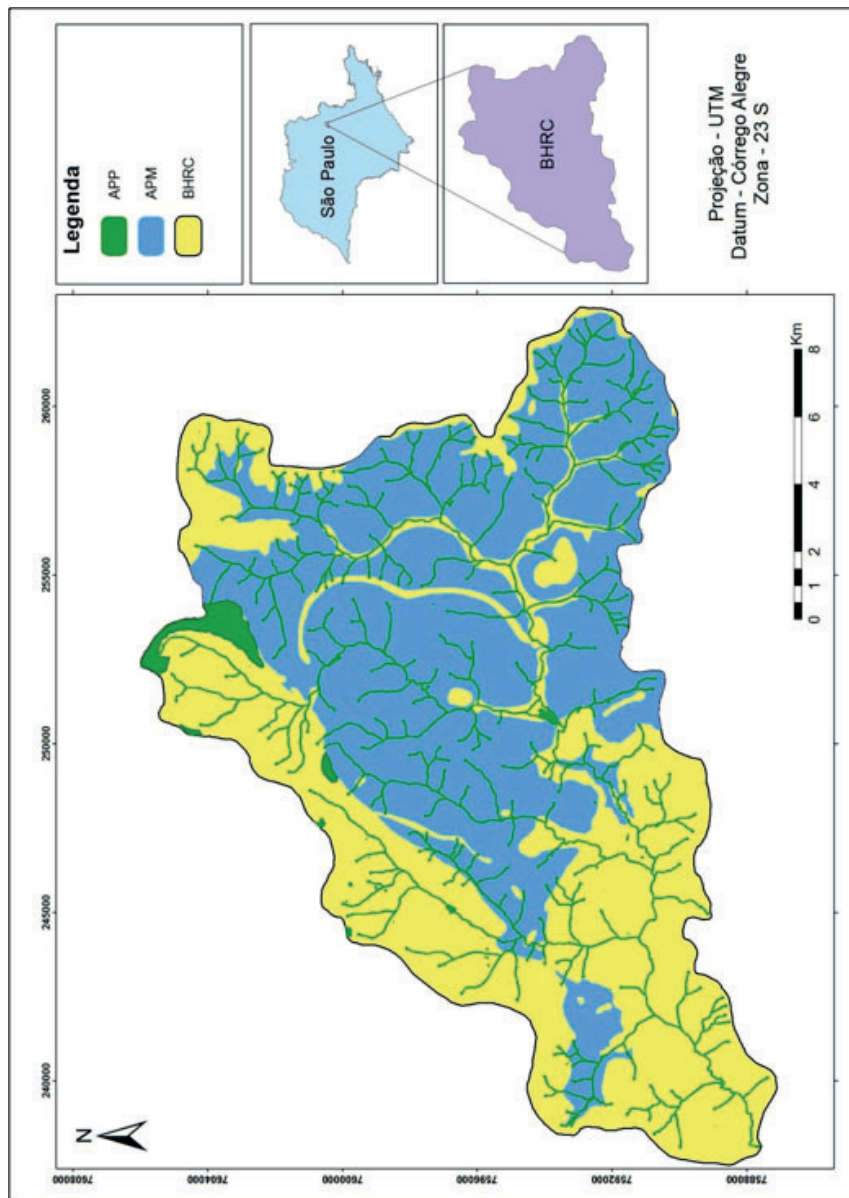 N
240000
245000
250000
255000
260000
7608000
7604000
7600000
7596000
7592000
7588000
Km
0 1 2 4 6 8
Legenda
APP
APM
BHRC
São Paulo
BHRC
Projeção - UTM
Datum - Córrego Alegre
Zona - 23 S